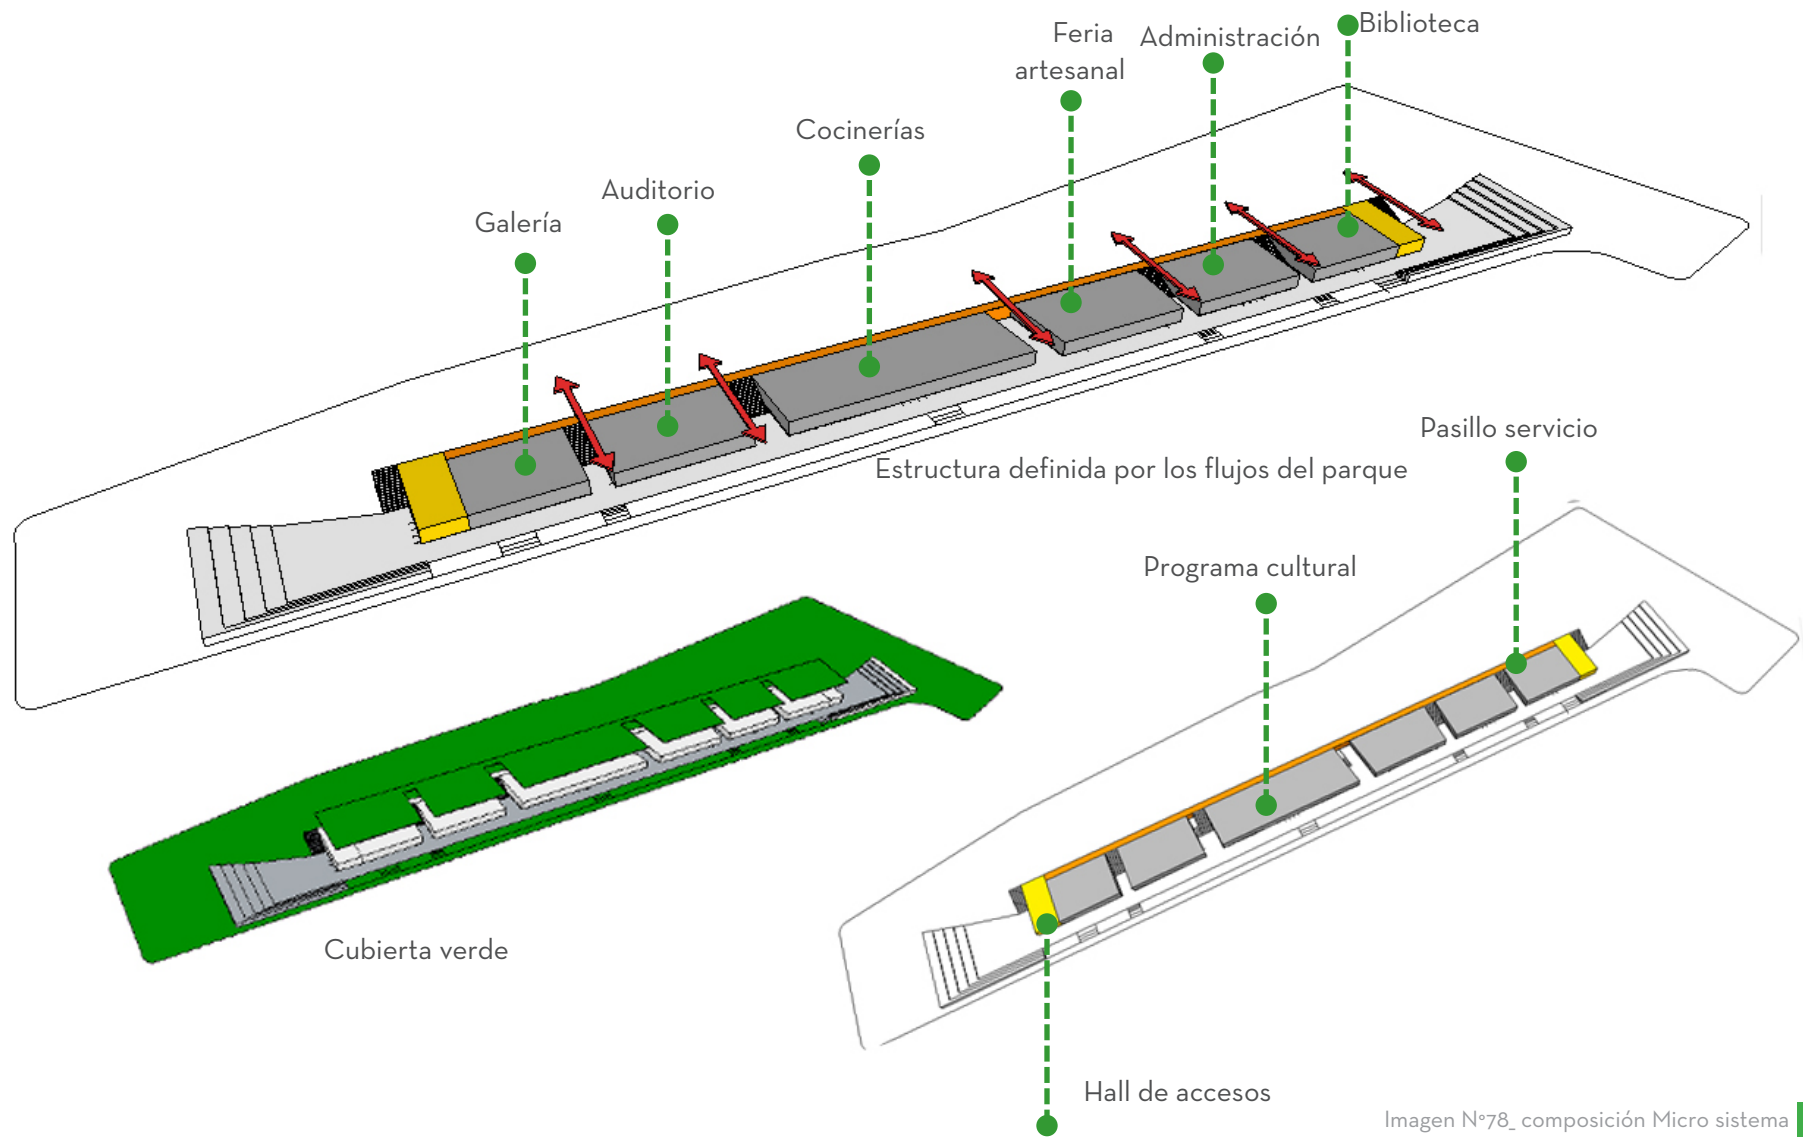 Biblioteca
Feria
artesanal
Administración
Cocinerías
Auditorio
Galería
Pasillo servicio
Estructura definida por los flujos del parque
Programa cultural
Cubierta verde
Hall de accesos
Imagen Nº78_ composición Micro sistema